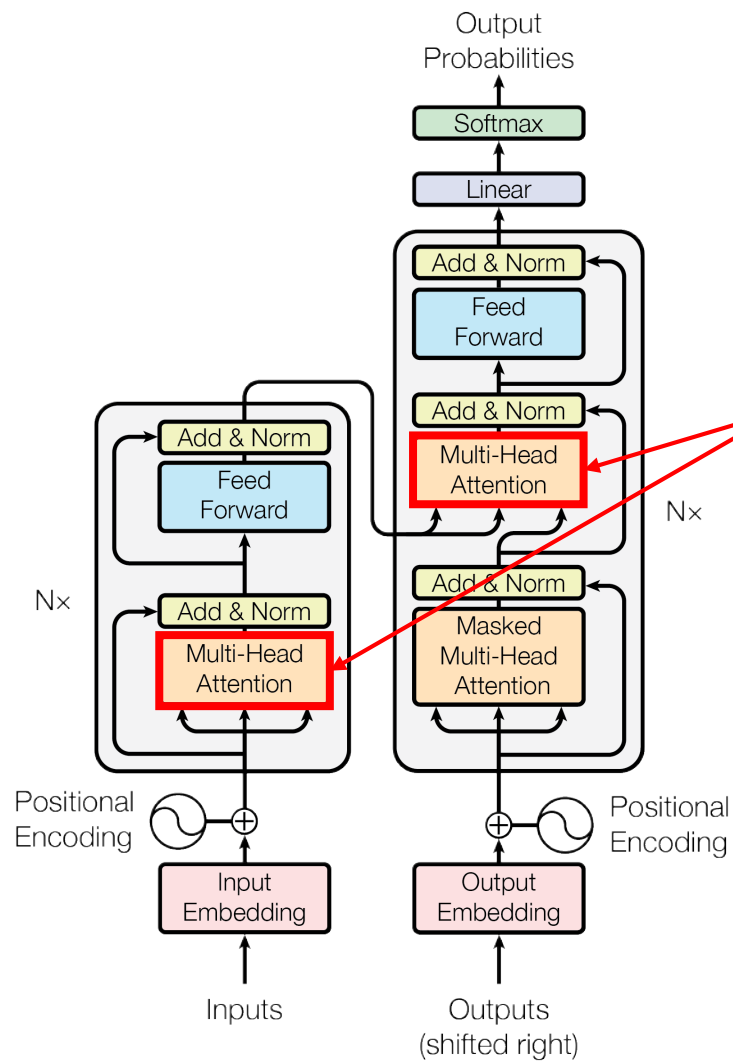 Output
Probabilities
Softmax
Linear
Add & Norm
Feed
Forward
Add & Norm
Multi-Head
Attention
Nx
Add & Norm
Masked
Multi-Head
Attention
Add & Norm
Feed
Forward
Nx
Add & Norm
Multi-Head
Attention
Positional
Encoding
Positional
Encoding
Input
Embedding
Output
Embedding
Inputs
Outputs
(shifted right)